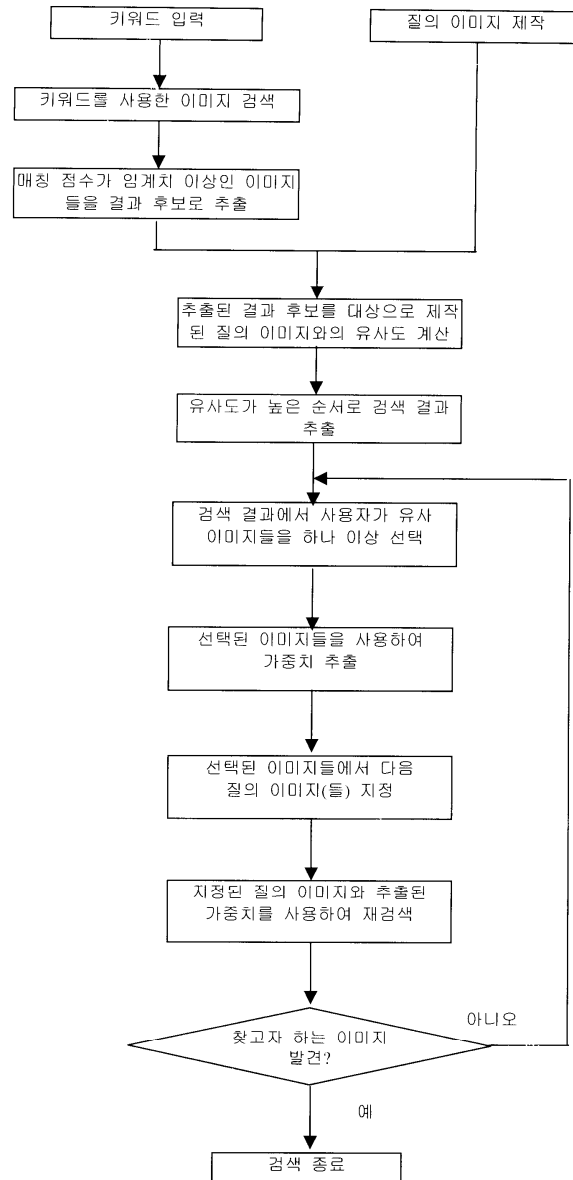 키워드 입력
질의 이미지 제작
키워드를 사용한 이미지 검색
매칭 점수가 임계치 이상인 이미지
들을 결과 후보로 추출
추출된 결과 후보를 대상으로 제작
된 질의 이미지와의 유사도 계산
유사도가 높은 순서로 검색 결과
추출
검색 결과에서 사용자가 유사
이미지들을 하나 이상 선택
선택된 이미지들을 사용하여
가중치 추출
선택된 이미지들에서 다음
질의 이미지(들) 지정
지정된 질의 이미지와 추출된
가중치를 사용하여 재검색
아니오
찾고자 하는 이미지
발견?
예
검색 종료